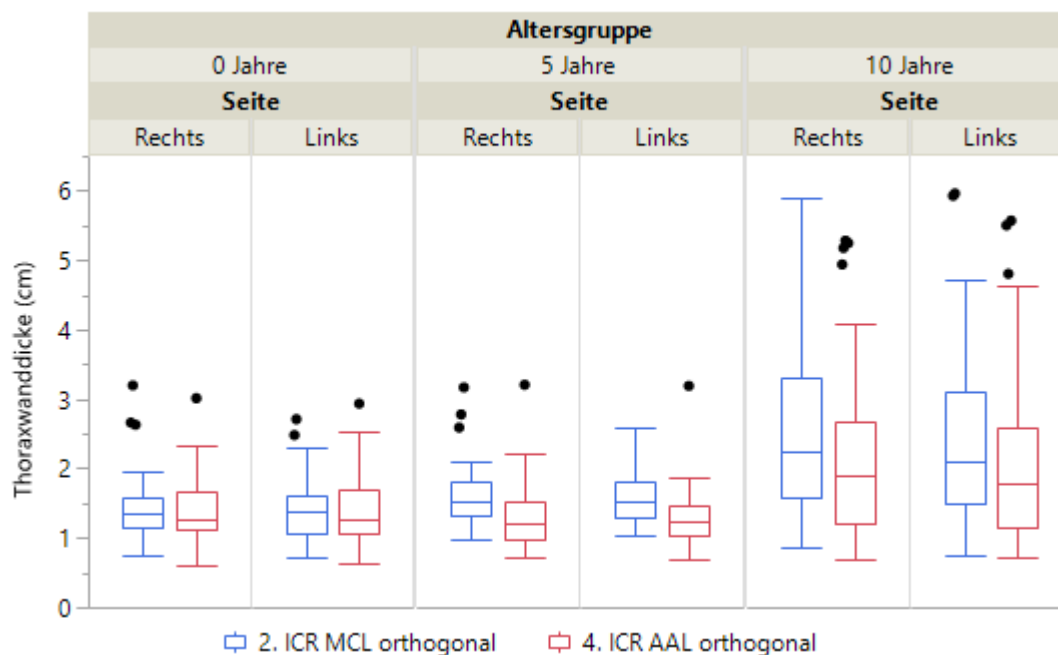 Altersgruppe
0 Jahre 5 Jahre 10 Jahre
Seite Seite Seite
Rechts Links Rechts Links Rechts Links
6
5
4
3
2
1
0
Thoraxwanddicke (cm)
2. ICR MCL orthogonal 4. ICR AAL orthogonal